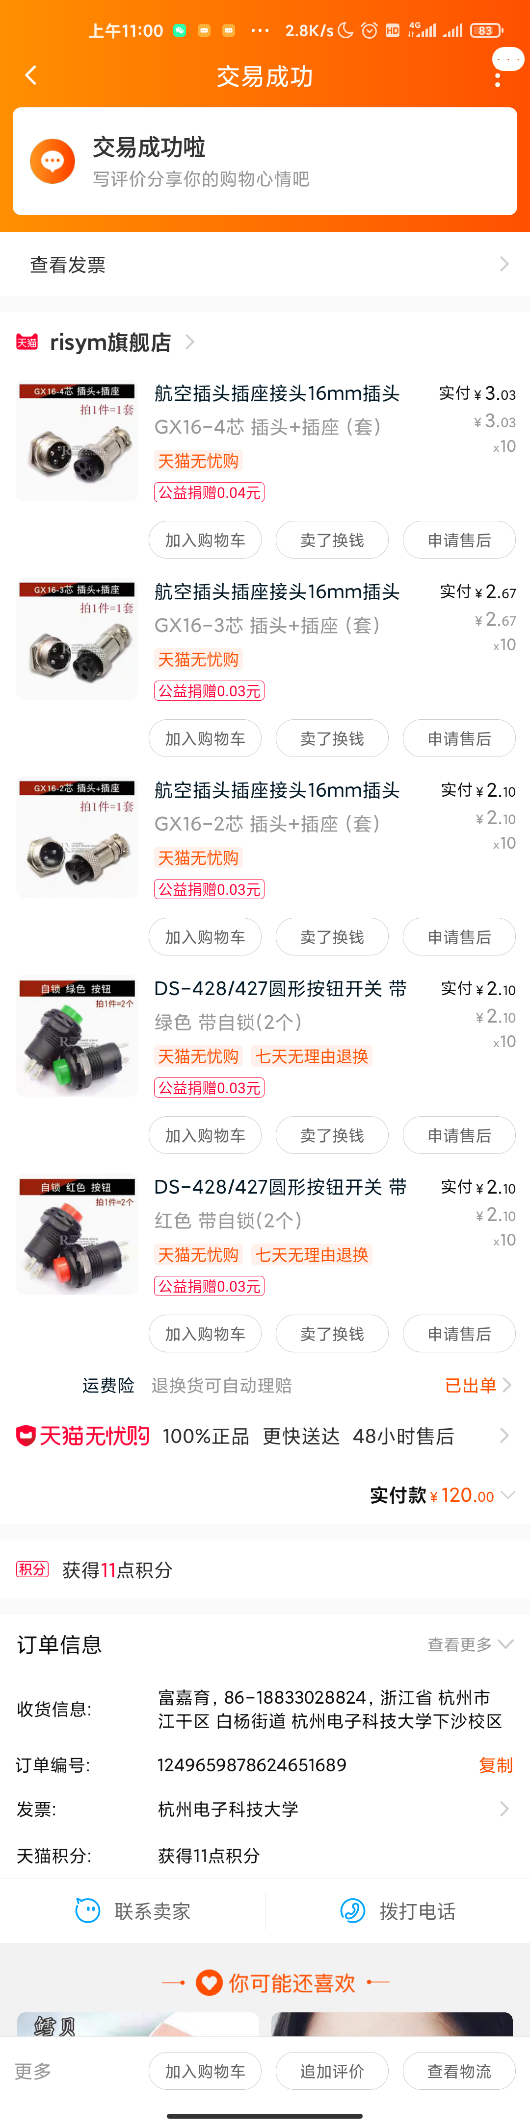 上午11:00 ··· 2.8K/s HD 4G 83
交易成功
交易成功啦
写评价分享你的购物心情吧
查看发票
天猫 risym旗舰店
GX16-4芯 插头+插座
拍1件=1套
航空插头插座接头16mm插头 实付¥3.03
GX16-4芯 插头+插座 (套) ¥3.03
x10
天猫无忧购
公益捐赠0.04元
加入购物车 卖了换钱 申请售后
GX16-3芯 插头+插座
拍1件=1套
航空插头插座接头16mm插头 实付¥2.67
GX16-3芯 插头+插座 (套) ¥2.67
x10
天猫无忧购
公益捐赠0.03元
加入购物车 卖了换钱 申请售后
GX16-2芯 插头+插座
拍1件=1套
航空插头插座接头16mm插头 实付¥2.10
GX16-2芯 插头+插座 (套) ¥2.10
x10
天猫无忧购
公益捐赠0.03元
加入购物车 卖了换钱 申请售后
自锁 绿色 按钮
拍1件=2个
DS-428/427圆形按钮开关 带 实付¥2.10
绿色 带自锁(2个) ¥2.10
x10
天猫无忧购 七天无理由退换
公益捐赠0.03元
加入购物车 卖了换钱 申请售后
自锁 红色 按钮
拍1件=2个
DS-428/427圆形按钮开关 带 实付¥2.10
红色 带自锁(2个) ¥2.10
x10
天猫无忧购 七天无理由退换
公益捐赠0.03元
加入购物车 卖了换钱 申请售后
运费险 退换货可自动理赔 已出单
天猫无忧购 100%正品 更快送达 48小时售后
实付款¥120.00
积分 获得11点积分
订单信息 查看更多
收货信息: 富嘉育, 86-18833028824, 浙江省 杭州市
江干区 白杨街道 杭州电子科技大学下沙校区
订单编号: 1249659878624651689 复制
发票: 杭州电子科技大学
天猫积分: 获得11点积分
联系卖家 拨打电话
你可能还喜欢
鳕贝
更多 加入购物车 追加评价 查看物流